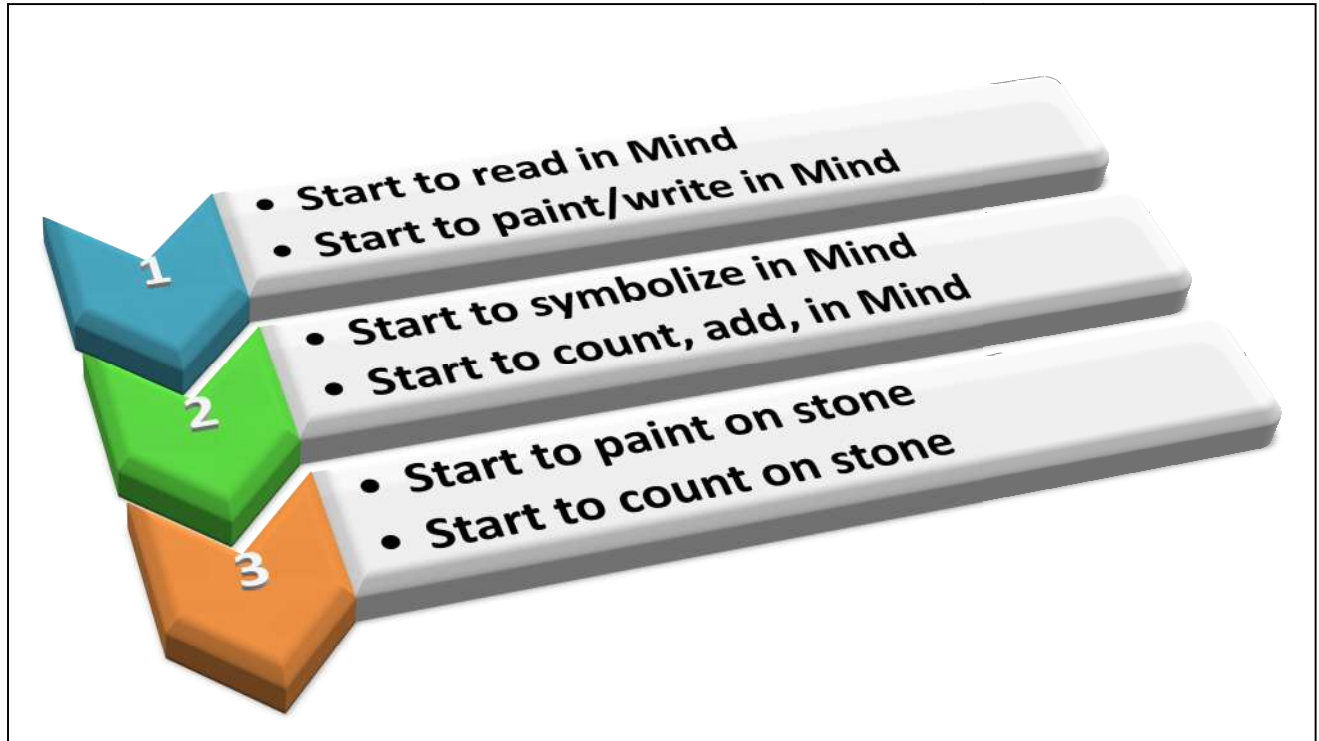 1
• Start to read in Mind
• Start to paint/write in Mind
2
• Start to symbolize in Mind
• Start to count, add, in Mind
3
• Start to paint on stone
• Start to count on stone